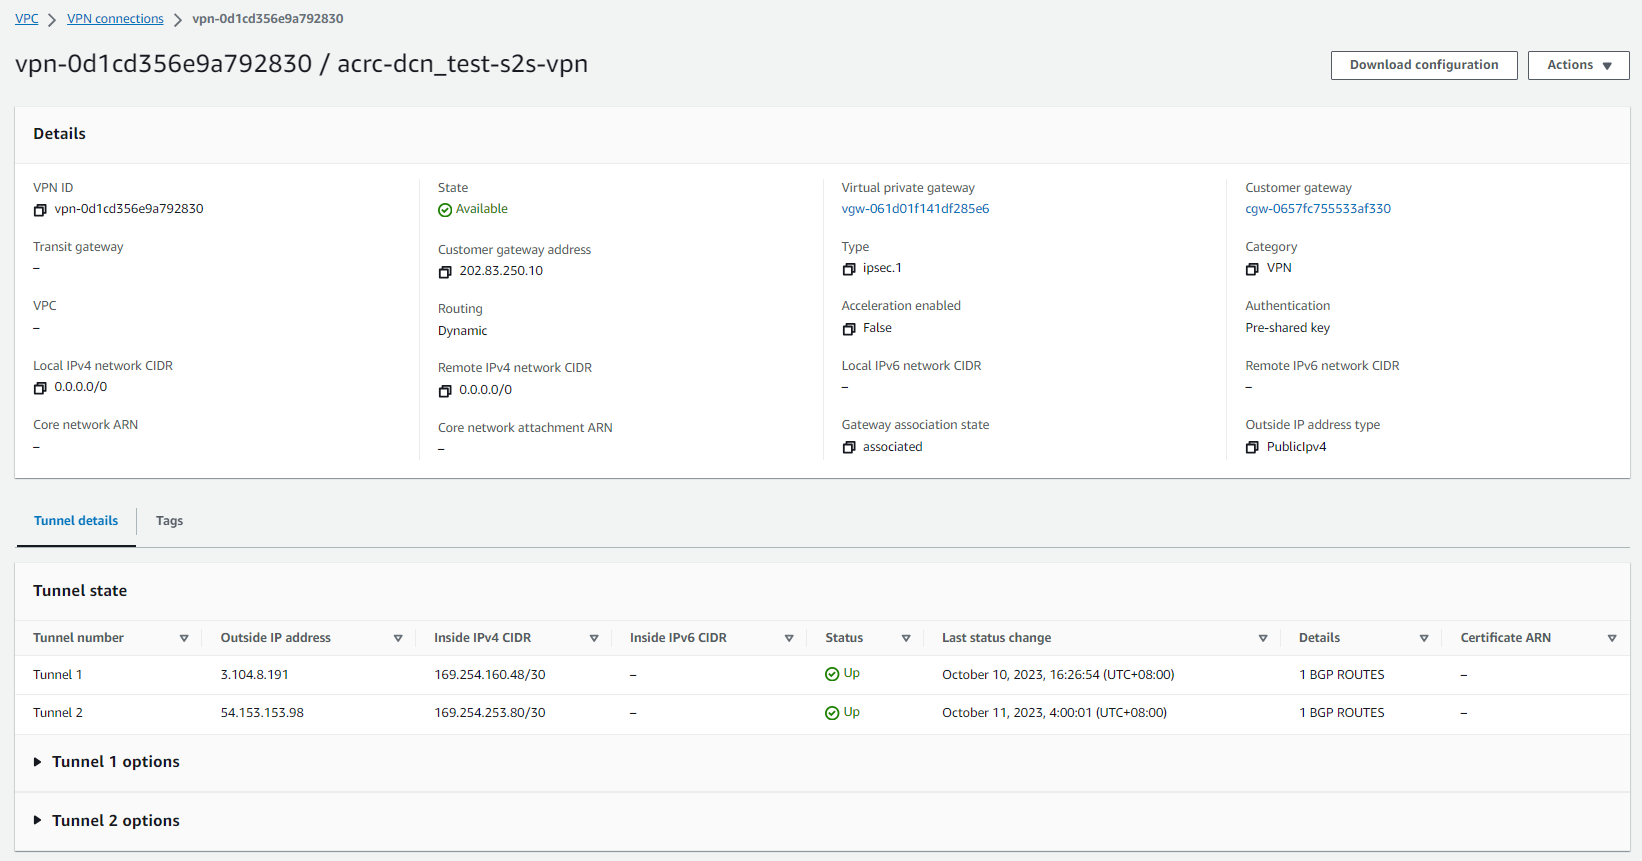 VPC > VPN connections > vpn-0d1cd356e9a792830
vpn-0d1cd356e9a792830 / acrc-dcn_test-s2s-vpn
Download configuration
Actions
Details
VPN ID
vpn-0d1cd356e9a792830
Transit gateway
–
VPC
–
Local IPv4 network CIDR
0.0.0.0/0
Core network ARN
–
State
Available
Customer gateway address
202.83.250.10
Routing
Dynamic
Remote IPv4 network CIDR
0.0.0.0/0
Core network attachment ARN
–
Virtual private gateway
vgw-061d01f141df285e6
Type
ipsec.1
Acceleration enabled
False
Local IPv6 network CIDR
–
Gateway association state
associated
Customer gateway
cgw-0657fc755533af330
Category
VPN
Authentication
Pre-shared key
Remote IPv6 network CIDR
–
Outside IP address type
PublicIpv4
Tunnel details
Tags
Tunnel state
Tunnel number Outside IP address Inside IPv4 CIDR Inside IPv6 CIDR Status Last status change Details Certificate ARN
Tunnel 1 3.104.8.191 169.254.160.48/30 – Up October 10, 2023, 16:26:54 (UTC+08:00) 1 BGP ROUTES –
Tunnel 2 54.153.153.98 169.254.253.80/30 – Up October 11, 2023, 4:00:01 (UTC+08:00) 1 BGP ROUTES –
Tunnel 1 options
Tunnel 2 options